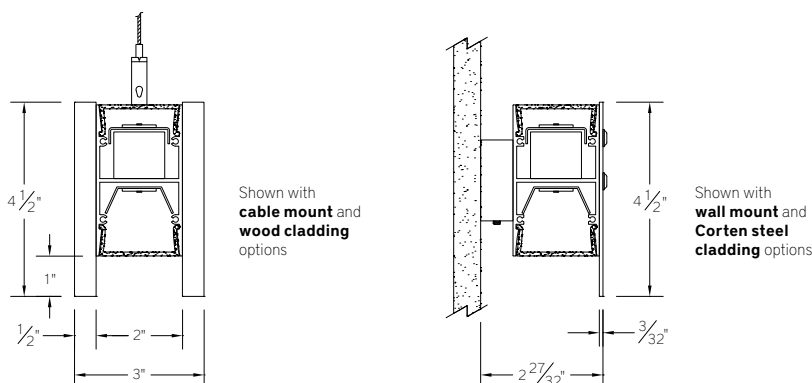 4 1/2"
1"
1/2"
2"
3"
Shown with
cable mount and
wood cladding
options
4 1/2"
3/32"
2 27/32"
Shown with
wall mount and
Corten steel
cladding options